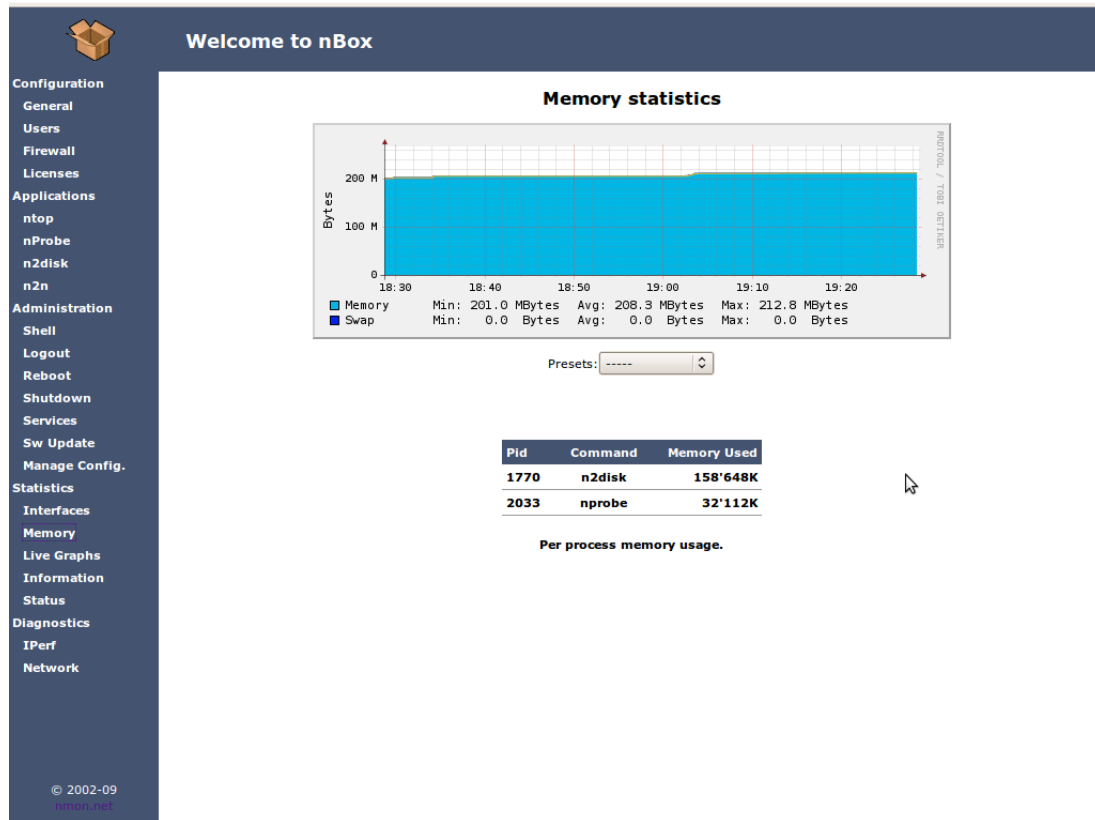 Welcome to nBox
Configuration
General
Users
Firewall
Licenses
Applications
ntop
nProbe
n2disk
n2n
Administration
Shell
Logout
Reboot
Shutdown
Services
Sw Update
Manage Config.
Statistics
Interfaces
Memory
Live Graphs
Information
Status
Diagnostics
IPerf
Network
© 2002-09
nmon.net
Memory statistics
RRDTOOL / TOBI OETIKER
Bytes
200 M
100 M
0
18:30 18:40 18:50 19:00 19:10 19:20
Memory Min: 201.0 MBytes Avg: 208.3 MBytes Max: 212.8 MBytes
Swap Min: 0.0 Bytes Avg: 0.0 Bytes Max: 0.0 Bytes
Presets: -----
Pid Command Memory Used
1770 n2disk 158'648K
2033 nprobe 32'112K
Per process memory usage.